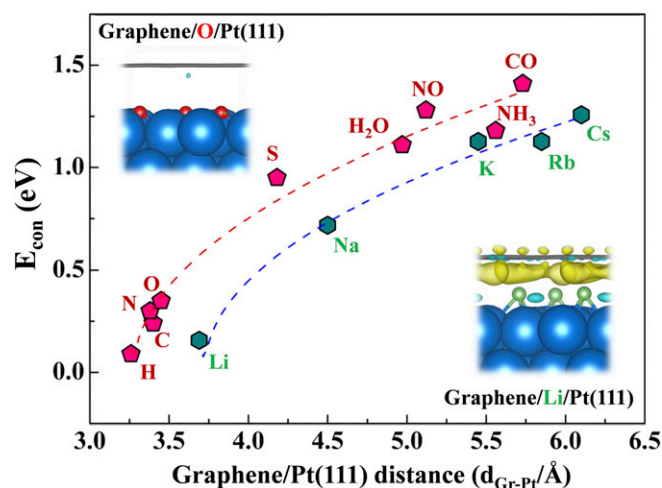 Graphene/O/Pt(111)
1.5
1.0
0.5
0.0
E_con (eV)
CO
NO
H₂O
NH₃
S
K
Rb
Cs
Na
O
N
C
H
Li
Graphene/Li/Pt(111)
3.0 3.5 4.0 4.5 5.0 5.5 6.0 6.5
Graphene/Pt(111) distance (d_Gr-Pt/Å)